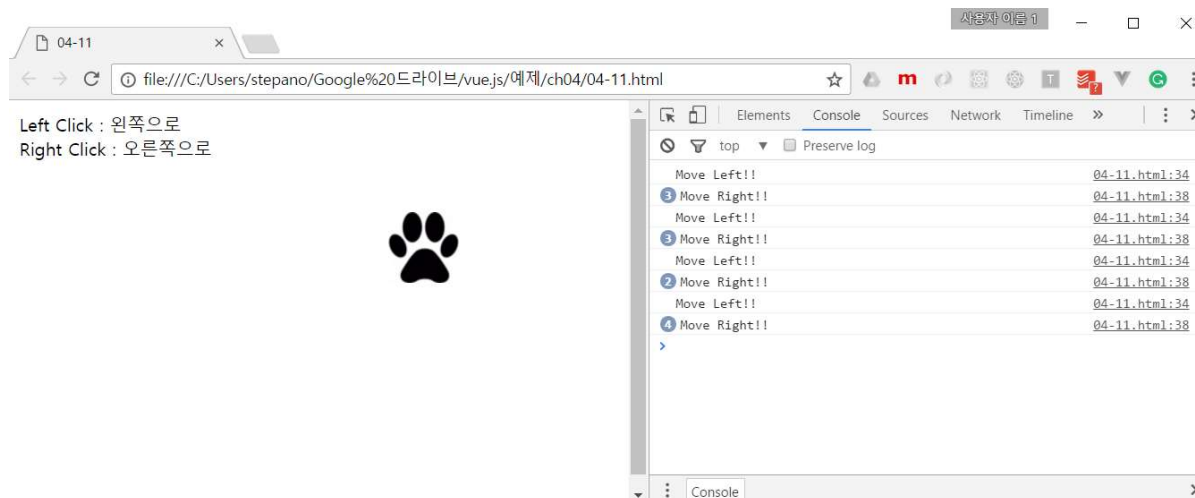 사용자 이름 1
04-11
file:///C:/Users/stepano/Google%20드라이브/vue.js/예제/ch04/04-11.html
Left Click : 왼쪽으로
Right Click : 오른쪽으로
Elements Console Sources Network Timeline »
top ▼ Preserve log
Move Left!! 04-11.html:34
3 Move Right!! 04-11.html:38
Move Left!! 04-11.html:34
3 Move Right!! 04-11.html:38
Move Left!! 04-11.html:34
2 Move Right!! 04-11.html:38
Move Left!! 04-11.html:34
4 Move Right!! 04-11.html:38
Console